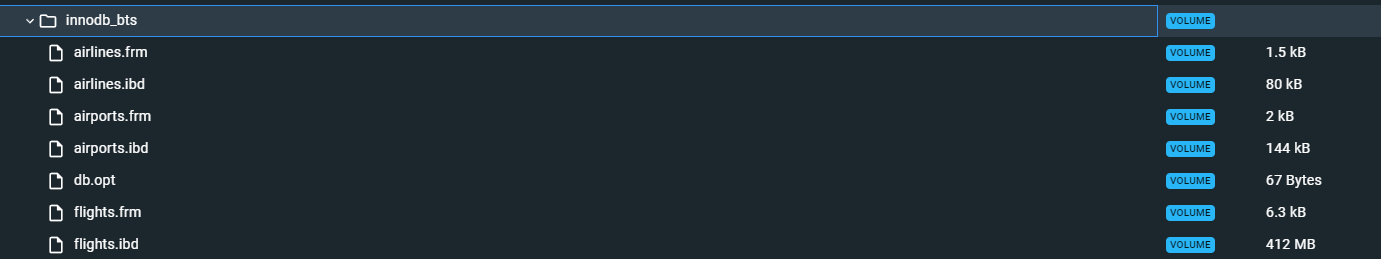 innodb_bts VOLUME
airlines.frm VOLUME 1.5 kB
airlines.ibd VOLUME 80 kB
airports.frm VOLUME 2 kB
airports.ibd VOLUME 144 kB
db.opt VOLUME 67 Bytes
flights.frm VOLUME 6.3 kB
flights.ibd VOLUME 412 MB